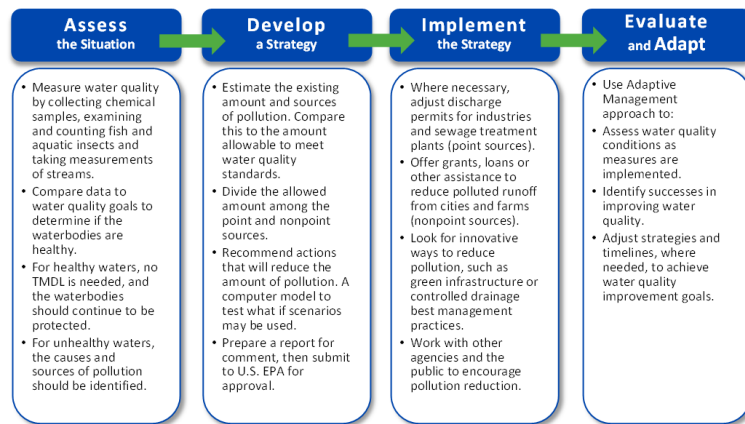 Assess
the Situation
Develop
a Strategy
Implement
the Strategy
Evaluate
and Adapt
• Measure water quality
by collecting chemical
samples, examining
and counting fish and
aquatic insects and
taking measurements
of streams.
• Compare data to
water quality goals to
determine if the
waterbodies are
healthy.
• For healthy waters, no
TMDL is needed, and
the waterbodies
should continue to be
protected.
• For unhealthy waters,
the causes and
sources of pollution
should be identified.
• Estimate the existing
amount and sources
of pollution. Compare
this to the amount
allowable to meet
water quality
standards.
• Divide the allowed
amount among the
point and nonpoint
sources.
• Recommend actions
that will reduce the
amount of pollution. A
computer model to
test what if scenarios
may be used.
• Prepare a report for
comment, then submit
to U.S. EPA for
approval.
• Where necessary,
adjust discharge
permits for industries
and sewage treatment
plants (point sources).
• Offer grants, loans or
other assistance to
reduce polluted runoff
from cities and farms
(nonpoint sources).
• Look for innovative
ways to reduce
pollution, such as
green infrastructure or
controlled drainage
best management
practices.
• Work with other
agencies and the
public to encourage
pollution reduction.
• Use Adaptive
Management
approach to:
• Assess water quality
conditions as
measures are
implemented.
• Identify successes in
improving water
quality.
• Adjust strategies and
timelines, where
needed, to achieve
water quality
improvement goals.